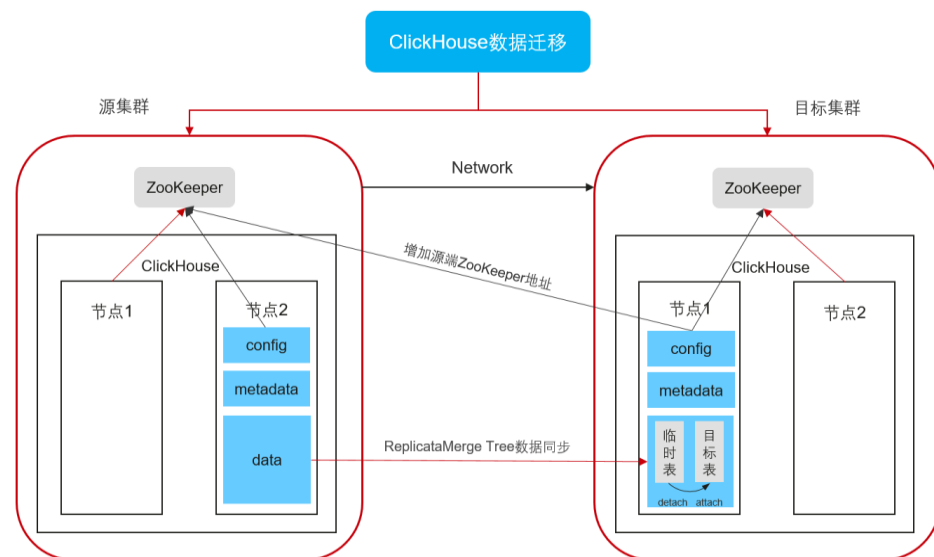 ClickHouse数据迁移
源集群
目标集群
ZooKeeper
Network
ZooKeeper
增加源端ZooKeeper地址
ClickHouse
ClickHouse
节点1
节点2
节点1
节点2
config
metadata
data
config
metadata
ReplicataMerge Tree数据同步
临时表
目标表
detach
attach